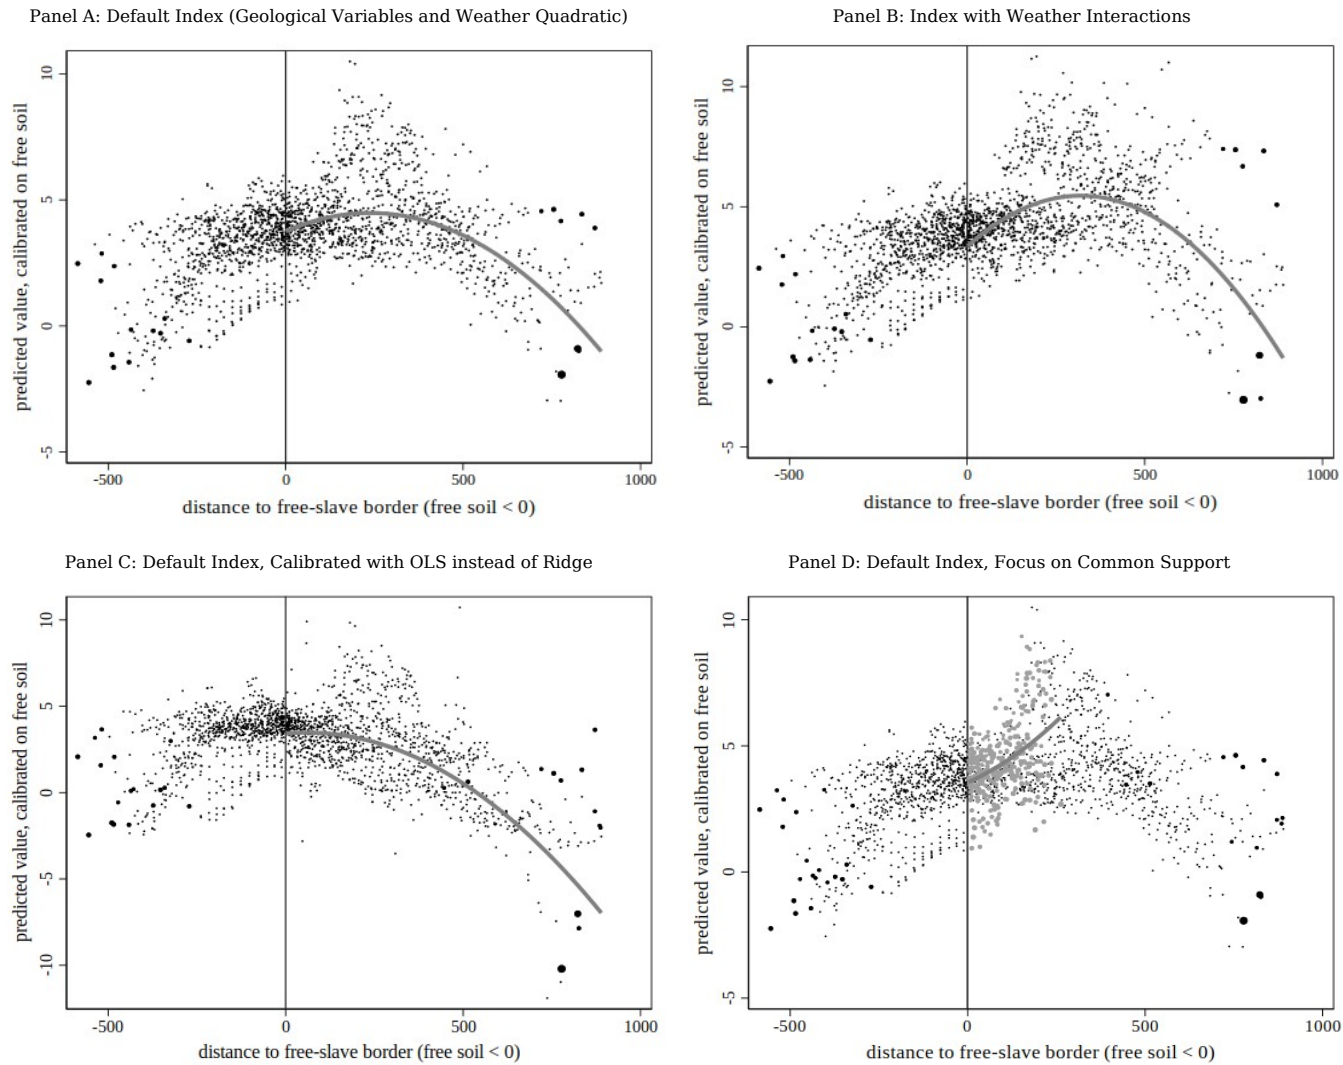 Panel A: Default Index (Geological Variables and Weather Quadratic)
predicted value, calibrated on free soil
10
5
0
-5
-500
0
500
1000
distance to free-slave border (free soil < 0)
Panel B: Index with Weather Interactions
predicted value, calibrated on free soil
10
5
0
-5
-500
0
500
1000
distance to free-slave border (free soil < 0)
Panel C: Default Index, Calibrated with OLS instead of Ridge
predicted value, calibrated on free soil
10
5
0
-5
-10
-500
0
500
1000
distance to free-slave border (free soil < 0)
Panel D: Default Index, Focus on Common Support
predicted value, calibrated on free soil
10
5
0
-5
-500
0
500
1000
distance to free-slave border (free soil < 0)